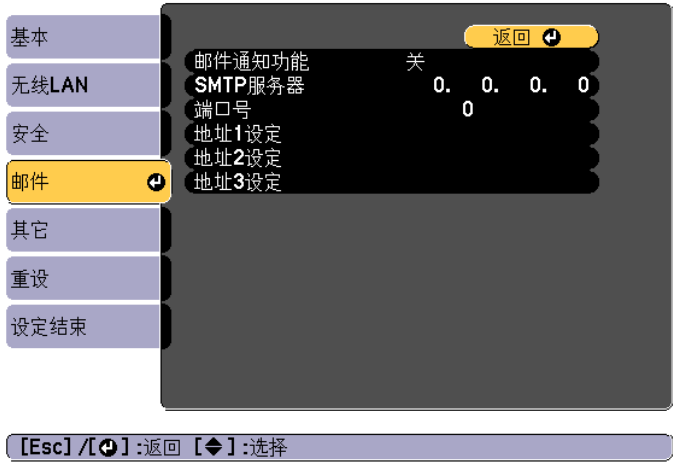 基本
无线LAN
安全
邮件
其它
重设
设定结束
返回
邮件通知功能 关
SMTP服务器 0. 0. 0. 0
端口号 0
地址1设定
地址2设定
地址3设定
[Esc] /[ ] :返回 [ ] :选择